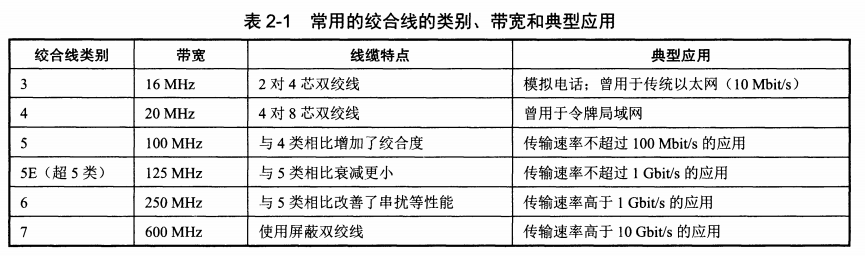 表 2-1 常用的绞合线的类别、带宽和典型应用
绞合线类别 带宽 线缆特点 典型应用
3 16 MHz 2 对 4 芯双绞线 模拟电话；曾用于传统以太网（10 Mbit/s）
4 20 MHz 4 对 8 芯双绞线 曾用于令牌局域网
5 100 MHz 与 4 类相比增加了绞合度 传输速率不超过 100 Mbit/s 的应用
5E（超 5 类） 125 MHz 与 5 类相比衰减更小 传输速率不超过 1 Gbit/s 的应用
6 250 MHz 与 5 类相比改善了串扰等性能 传输速率高于 1 Gbit/s 的应用
7 600 MHz 使用屏蔽双绞线 传输速率高于 10 Gbit/s 的应用